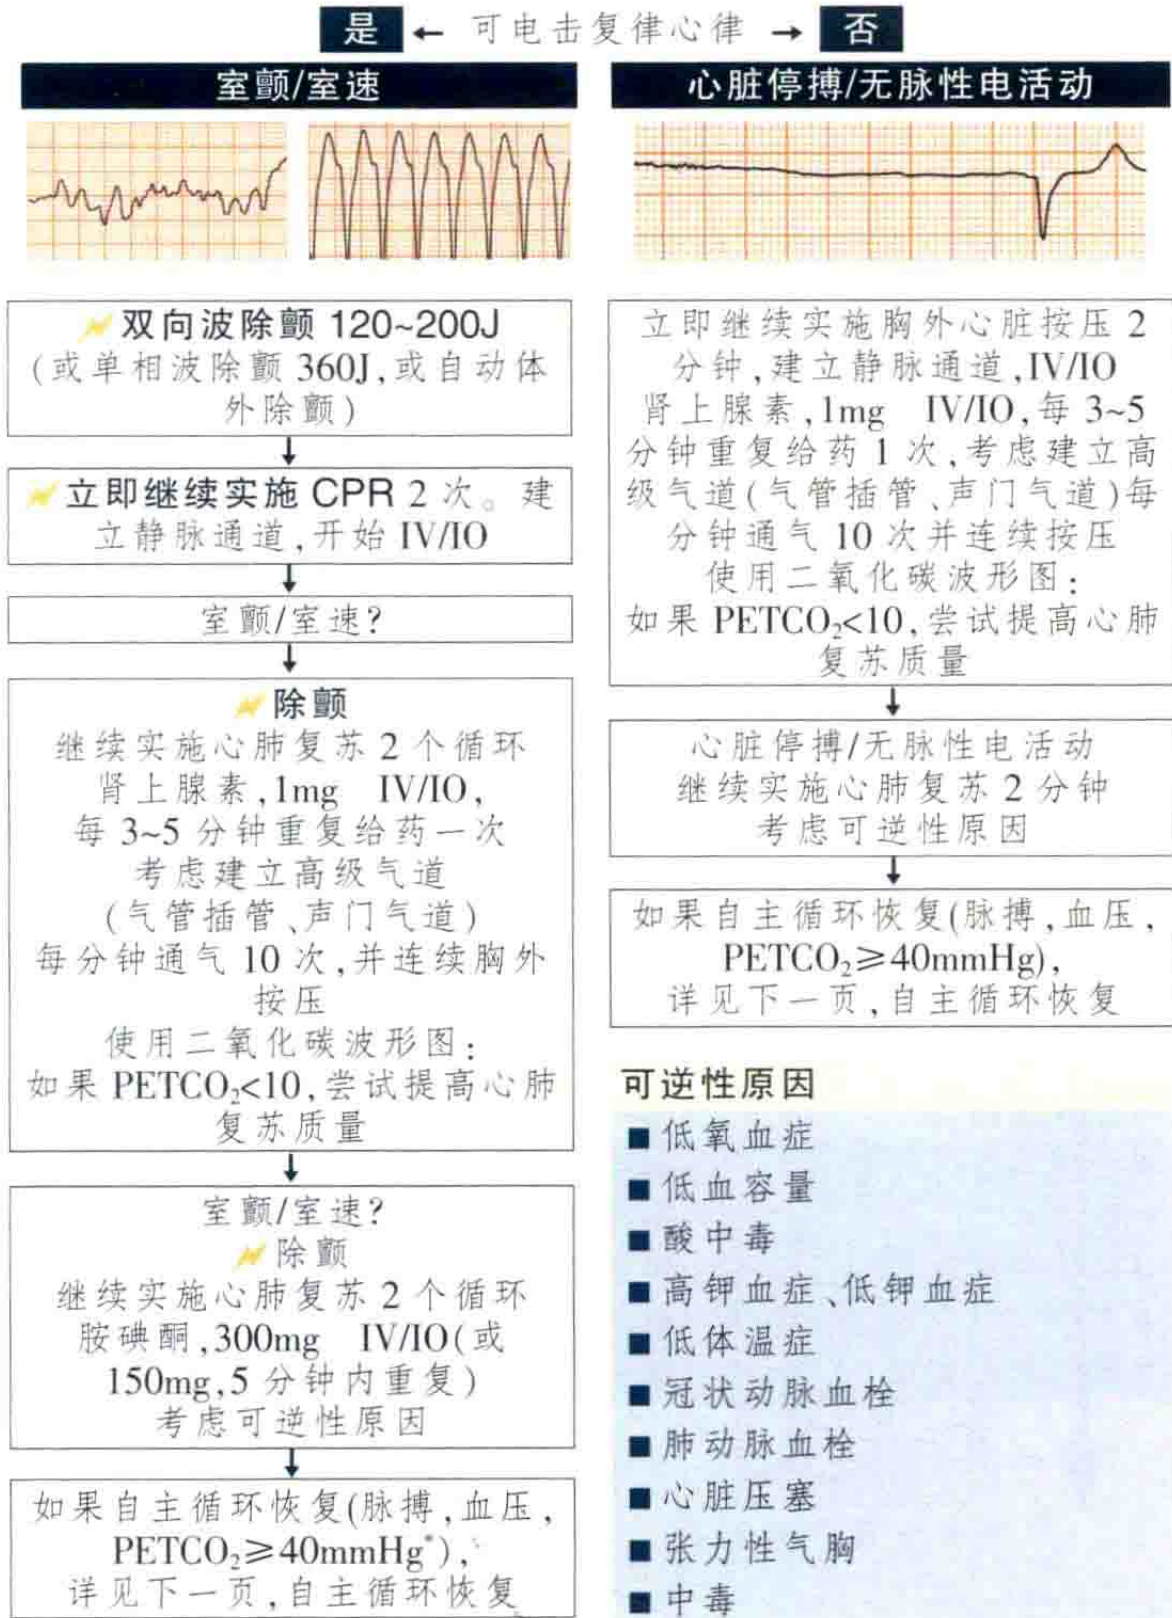 是 ← 可电击复律心律 → 否
室颤/室速
双向波除颤 120~200J
(或单相波除颤 360J,或自动体
外除颤)
立即继续实施 CPR 2 次。建
立静脉通道,开始 IV/IO
室颤/室速?
除颤
继续实施心肺复苏 2 个循环
肾上腺素,1mg IV/IO,
每 3~5 分钟重复给药一次
考虑建立高级气道
(气管插管、声门气道)
每分钟通气 10 次,并连续胸外
按压
使用二氧化碳波形图:
如果 PETCO₂<10,尝试提高心肺
复苏质量
室颤/室速?
除颤
继续实施心肺复苏 2 个循环
胺碘酮,300mg IV/IO(或
150mg,5 分钟内重复)
考虑可逆性原因
如果自主循环恢复(脉搏,血压,
PETCO₂≥40mmHg*),
详见下一页,自主循环恢复
心脏停搏/无脉性电活动
立即继续实施胸外心脏按压 2
分钟,建立静脉通道,IV/IO
肾上腺素,1mg IV/IO,每 3~5
分钟重复给药 1 次,考虑建立高
级气道(气管插管、声门气道)每
分钟通气 10 次并连续按压
使用二氧化碳波形图:
如果 PETCO₂<10,尝试提高心肺
复苏质量
心脏停搏/无脉性电活动
继续实施心肺复苏 2 分钟
考虑可逆性原因
如果自主循环恢复(脉搏,血压,
PETCO₂≥40mmHg),
详见下一页,自主循环恢复
可逆性原因
■ 低氧血症
■ 低血容量
■ 酸中毒
■ 高钾血症、低钾血症
■ 低体温症
■ 冠状动脉血栓
■ 肺动脉血栓
■ 心脏压塞
■ 张力性气胸
■ 中毒